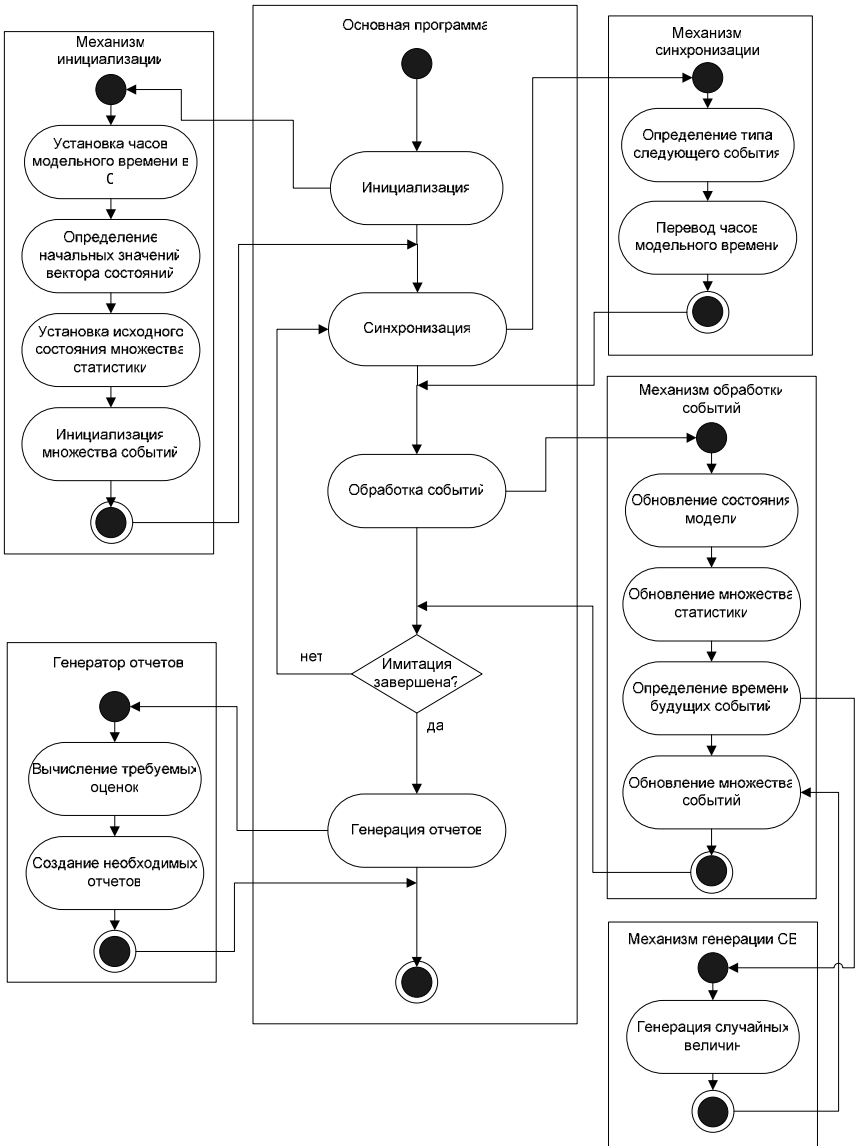 Основная программа
Инициализация
Синхронизация
Обработка событий
Имитация
завершена?
нет
да
Генерация отчетов
Механизм
инициализации
Установка часов
модельного времени в
0
Определение
начальных значений
вектора состояний
Установка исходного
состояния множества
статистики
Инициализация
множества событий
Механизм
синхронизации
Определение типа
следующего события
Перевод часов
модельного времени
Механизм обработки
событий
Обновление состояния
модели
Обновление множества
статистики
Определение времени
будущих событий
Обновление множества
событий
Генератор отчетов
Вычисление требуемых
оценок
Создание необходимых
отчетов
Механизм генерации СВ
Генерация случайных
величин